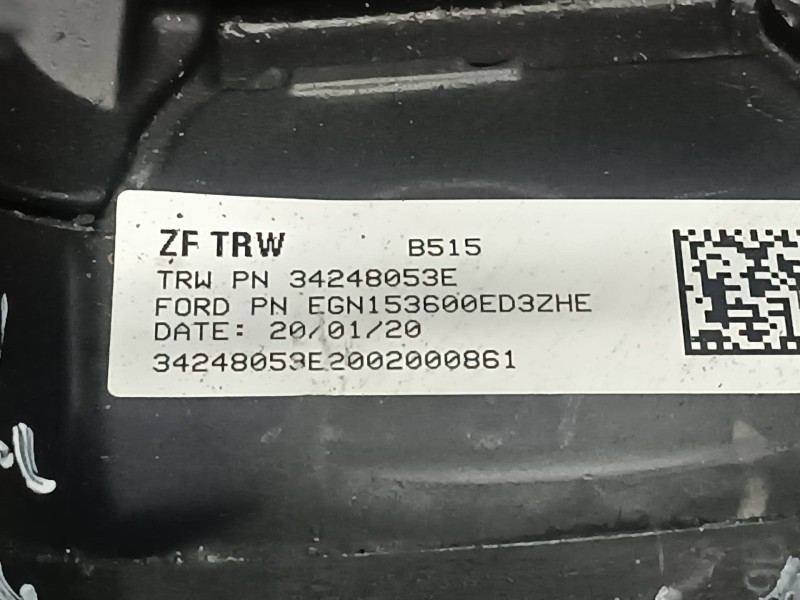 ZF TRW B515
TRW PN 34248053E
FORD PN EGN153600ED3ZHE
DATE: 20/01/20
34248053E2002000861